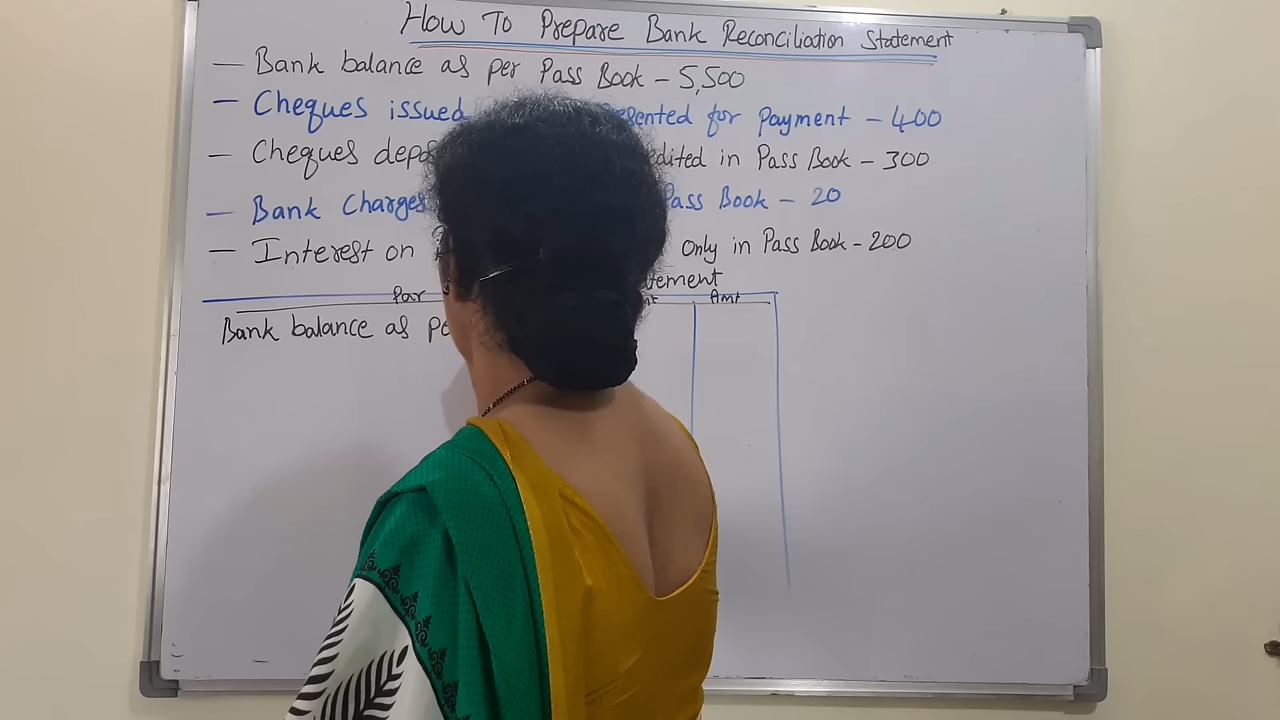 How To Prepare Bank Reconciliation Statement
— Bank balance as per Pass Book - 5,500
— Cheques issued for Payment - 400
— Cheques in Pass Book - 300
— Bank Charges Pass Book - 20
— Interest on Only in Pass Book - 200
Par Amt
Bank balance as